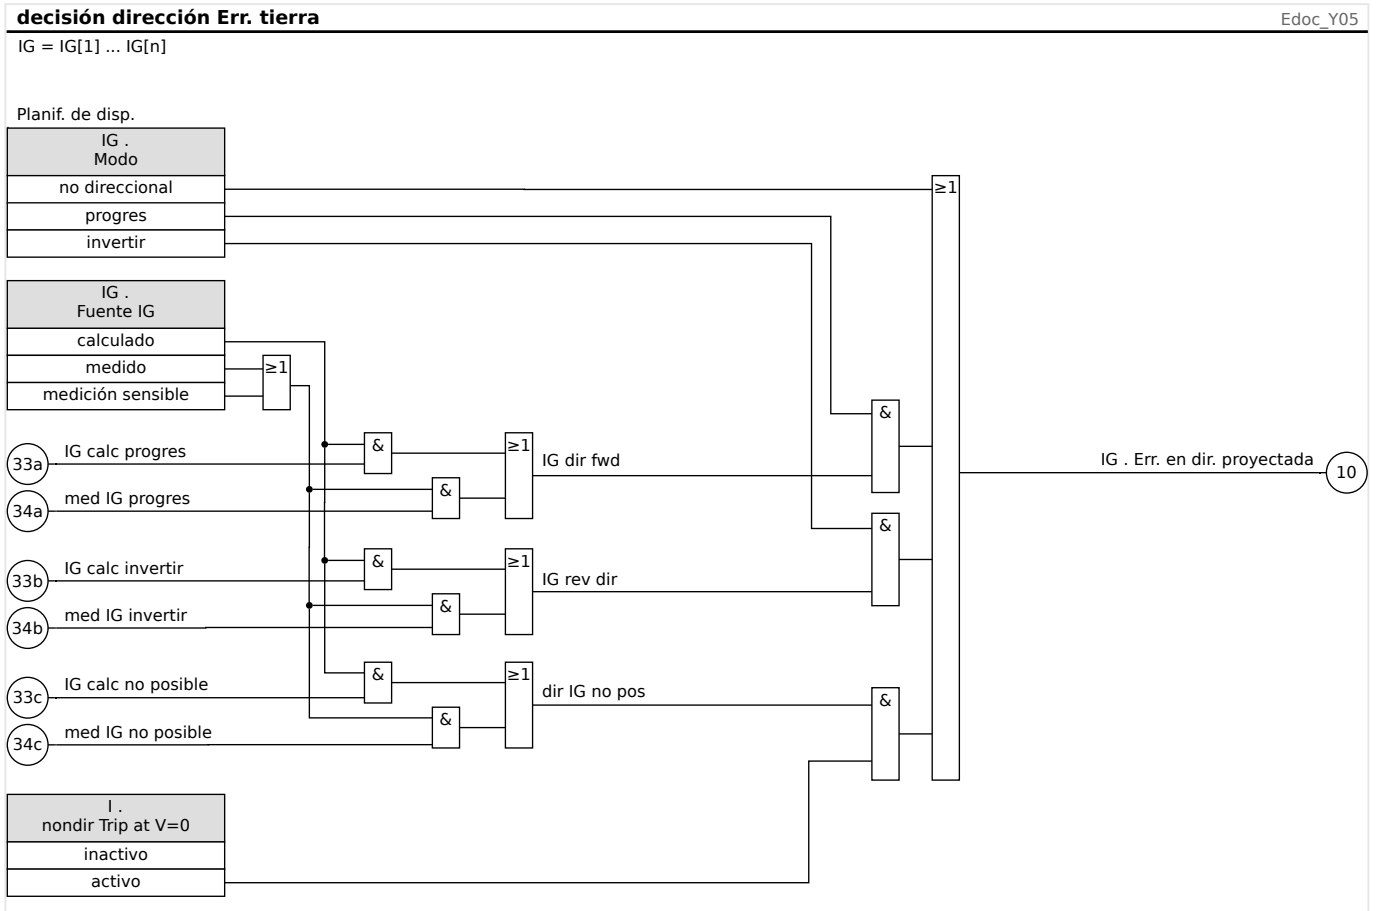 decisión dirección Err. tierra
Edoc_Y05
IG = IG[1] ... IG[n]
Planif. de disp.
IG .
Modo
no direccional
progres
invertir
≥1
IG .
Fuente IG
calculado
medido
medición sensible
≥1
&
33a
IG calc progres
&
≥1
IG dir fwd
IG . Err. en dir. proyectada
10
34a
med IG progres
&
&
33b
IG calc invertir
&
≥1
IG rev dir
34b
med IG invertir
&
33c
IG calc no posible
&
≥1
dir IG no pos
&
34c
med IG no posible
&
I .
nondir Trip at V=0
inactivo
activo